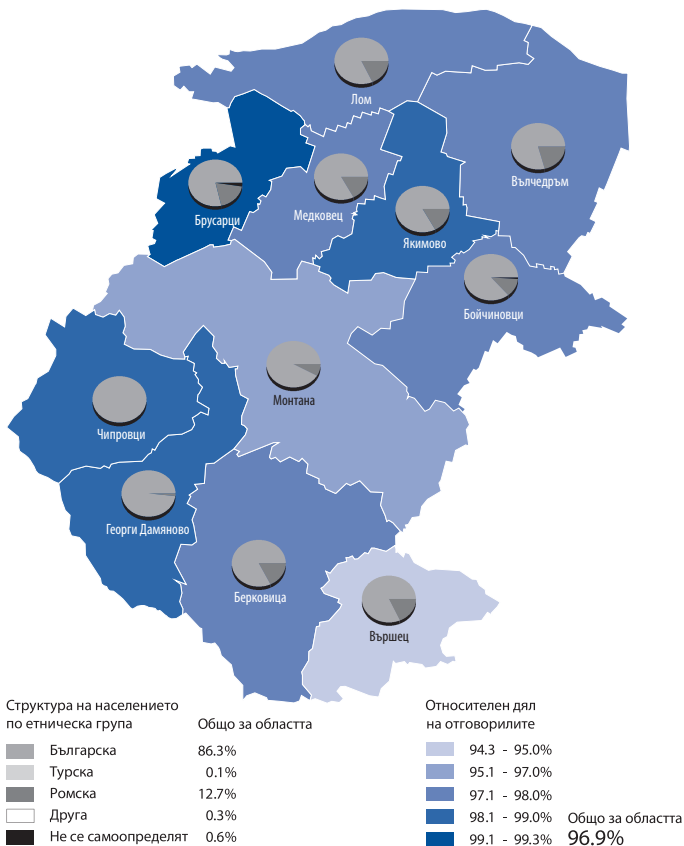 Лом
Вълчедръм
Брусарци
Медковец
Якимово
Бойчиновци
Монтана
Чипровци
Георги Дамяново
Берковица
Вършец
Структура на населението
по етническа група
Общо за областта
Българска 86.3%
Турска 0.1%
Ромска 12.7%
Друга 0.3%
Не се самоопределят 0.6%
Относителен дял
на отговорилите
94.3 - 95.0%
95.1 - 97.0%
97.1 - 98.0%
98.1 - 99.0%
99.1 - 99.3%
Общо за областта
96.9%